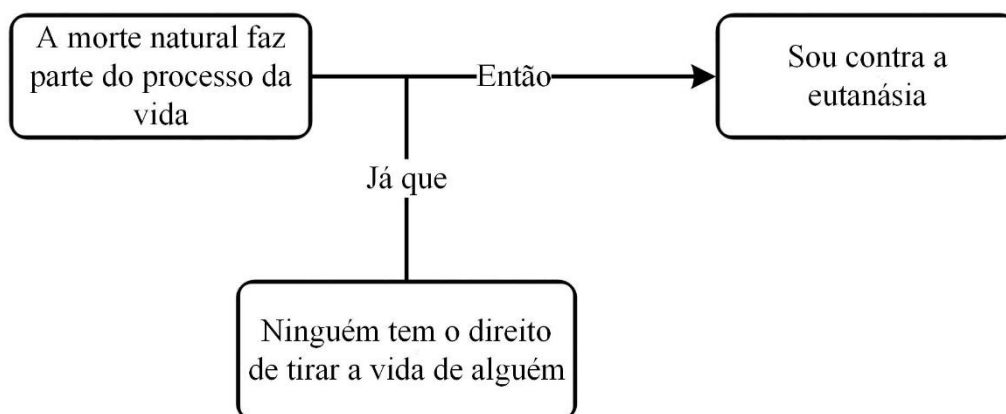 A morte natural faz
parte do processo da
vida
Então
Sou contra a
eutanásia
Já que
Ninguém tem o direito
de tirar a vida de alguém